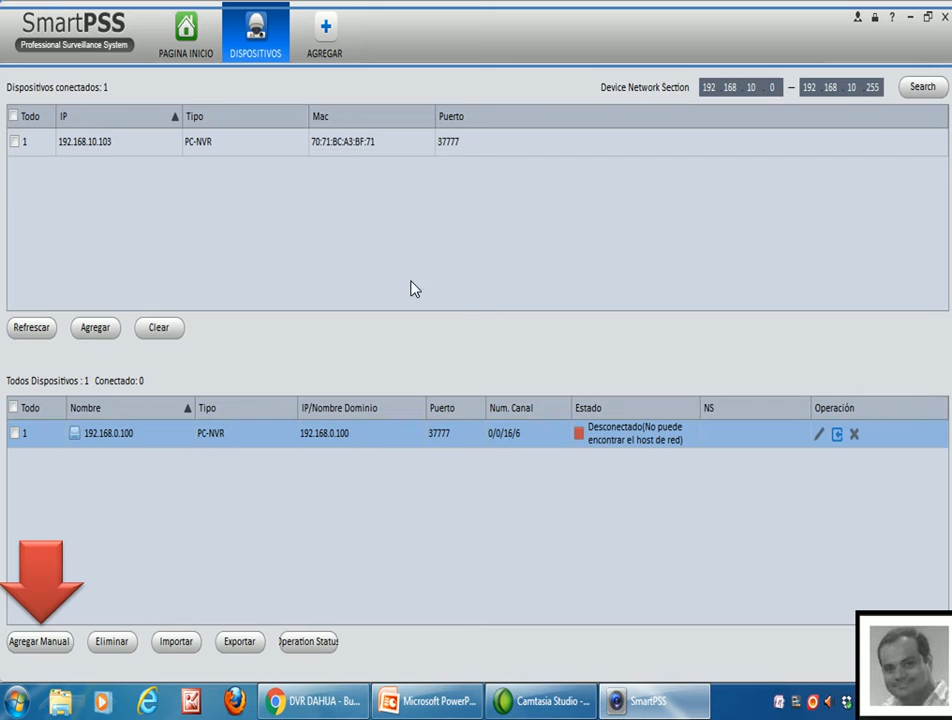 SmartPSS
Professional Surveillance System
PAGINA INICIO
DISPOSITIVOS
AGREGAR
Dispositivos conectados: 1
Device Network Section 192 168 10 . 0 — 192 168 10 255 Search
Todo IP Tipo Mac Puerto
1 192.168.10.103 PC-NVR 70:71:BC:A3:BF:71 37777
Refrescar Agregar Clear
Todos Dispositivos : 1 Conectado: 0
Todo Nombre Tipo IP/Nombre Dominio Puerto Num. Canal Estado NS Operación
1 192.168.0.100 PC-NVR 192.168.0.100 37777 0/0/16/6 Desconectado(No puede
encontrar el host de red)
Agregar Manual Eliminar Importar Exportar Operation Status
DVR DAHUA - Bu... Microsoft PowerP... Camtasia Studio -... SmartPSS